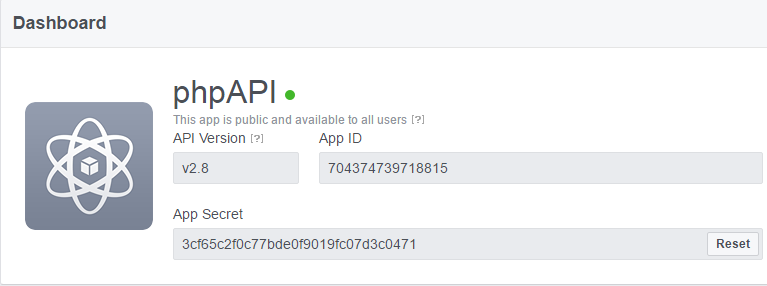 Dashboard
phpAPI
This app is public and available to all users [?]
API Version [?] App ID
v2.8 704374739718815
App Secret
3cf65c2f0c77bde0f9019fc07d3c0471 Reset